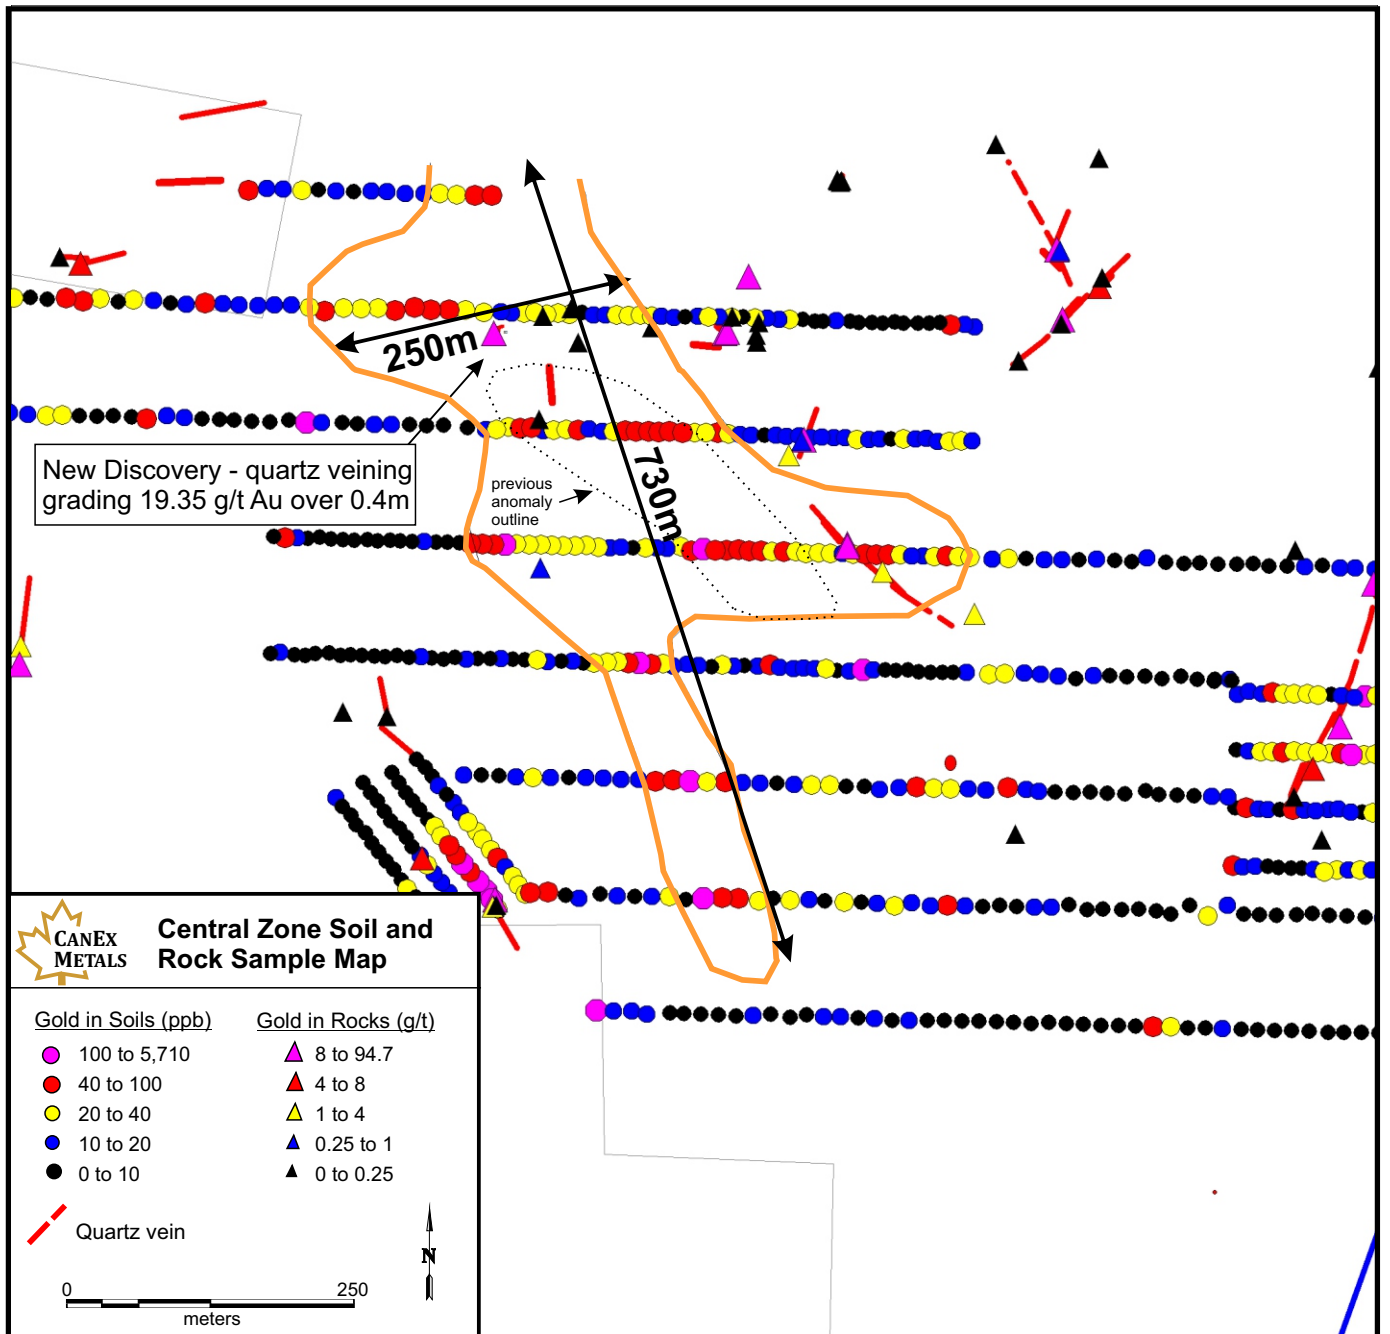 250m
730m
New Discovery - quartz veining
grading 19.35 g/t Au over 0.4m
previous
anomaly
outline
CANEX
METALS
Central Zone Soil and
Rock Sample Map
Gold in Soils (ppb)
100 to 5,710
40 to 100
20 to 40
10 to 20
0 to 10
Gold in Rocks (g/t)
8 to 94.7
4 to 8
1 to 4
0.25 to 1
0 to 0.25
Quartz vein
N
0 250
meters